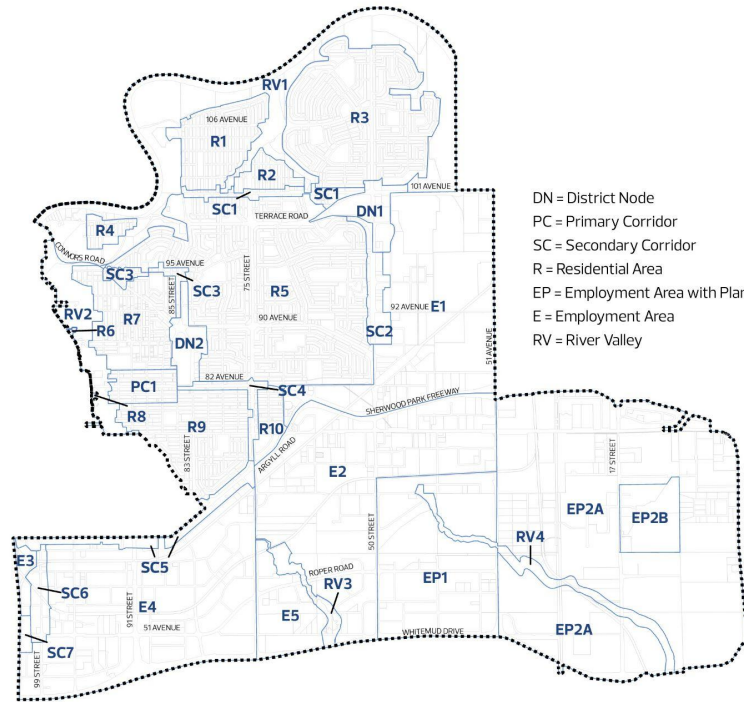 RV1
106 AVENUE
R3
R1
R2
SC1
SC1
101 AVENUE
DN1
TERRACE ROAD
R4
CONNORS ROAD
95 AVENUE
SC3
SC3
85 STREET
75 STREET
R5
92 AVENUE
E1
RV2
R6
R7
90 AVENUE
SC2
DN2
51 AVENUE
82 AVENUE
PC1
SC4
SHERWOOD PARK FREEWAY
R8
R9
R10
83 STREET
ARGYLL ROAD
17 STREET
E2
50 STREET
EP2A
EP2B
RV4
E3
SC5
ROPER ROAD
EP1
SC6
RV3
91 STREET
E4
E5
51 AVENUE
WHITEMUD DRIVE
EP2A
SC7
99 STREET
DN = District Node
PC = Primary Corridor
SC = Secondary Corridor
R = Residential Area
EP = Employment Area with Plan
E = Employment Area
RV = River Valley